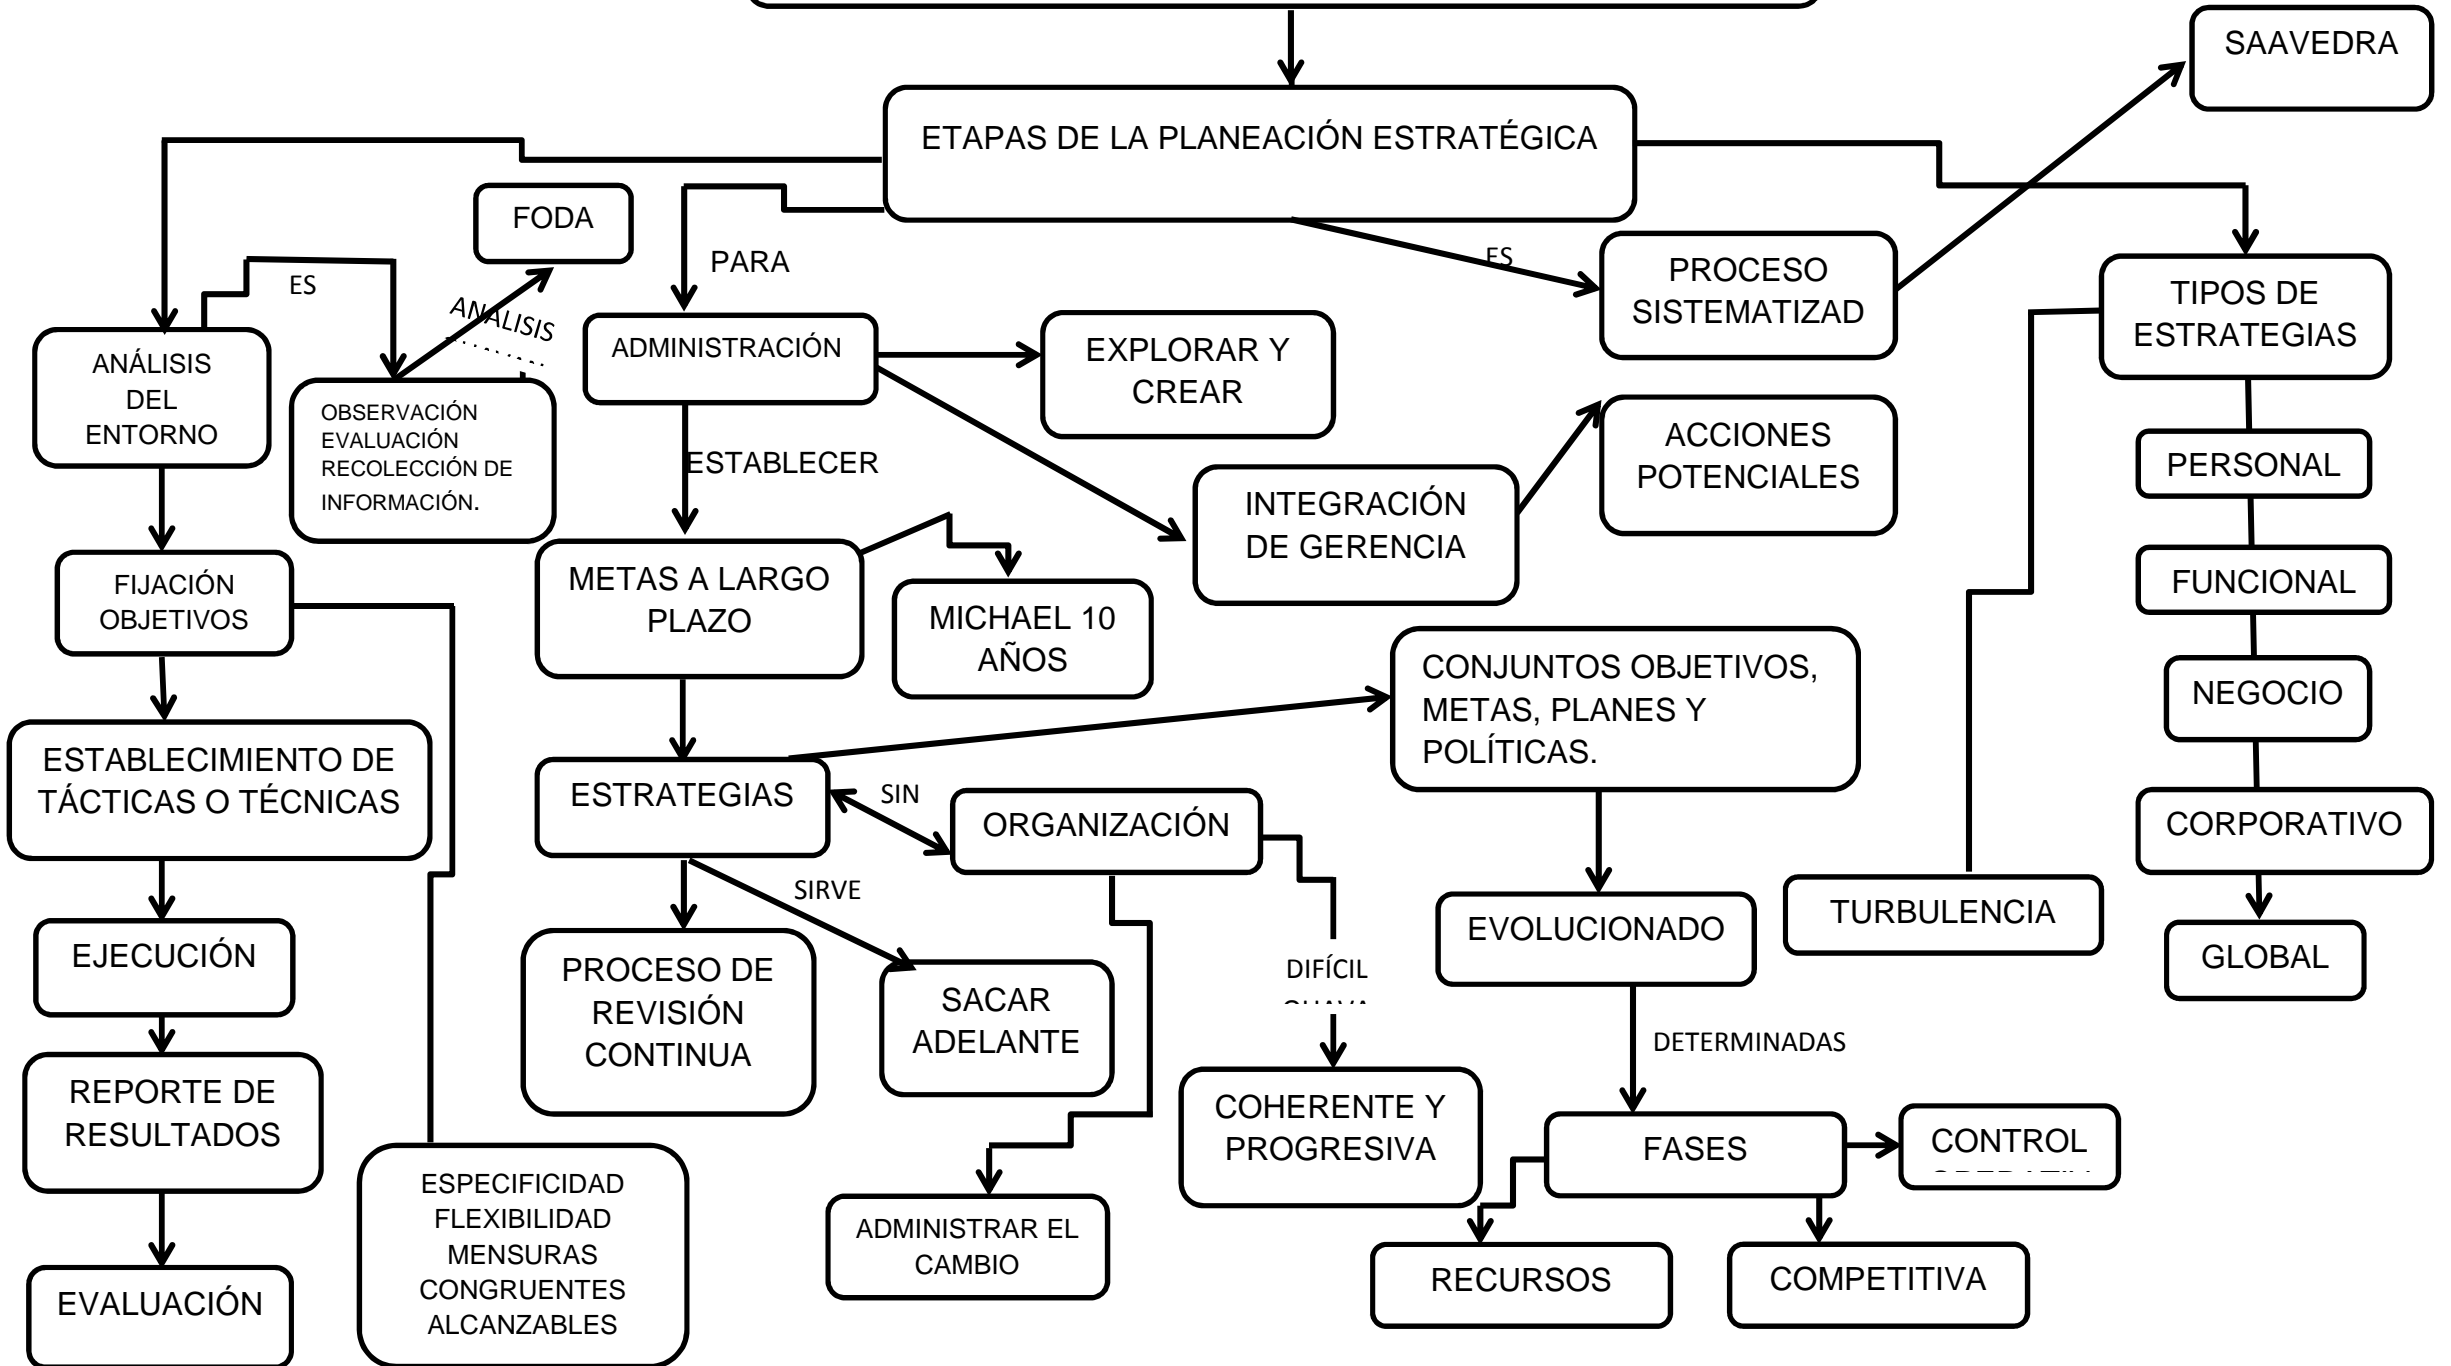 SAAVEDRA
ETAPAS DE LA PLANEACIÓN ESTRATÉGICA
FODA
PARA
ES
PROCESO
SISTEMATIZAD
TIPOS DE
ESTRATEGIAS
ES
ANÁLISIS
ANÁLISIS
DEL
ENTORNO
ADMINISTRACIÓN
EXPLORAR Y
CREAR
OBSERVACIÓN
EVALUACIÓN
RECOLECCIÓN DE
INFORMACIÓN.
ACCIONES
POTENCIALES
PERSONAL
ESTABLECER
INTEGRACIÓN
DE GERENCIA
FIJACIÓN
OBJETIVOS
METAS A LARGO
PLAZO
MICHAEL 10
AÑOS
FUNCIONAL
CONJUNTOS OBJETIVOS,
METAS, PLANES Y
POLÍTICAS.
NEGOCIO
ESTABLECIMIENTO DE
TÁCTICAS O TÉCNICAS
ESTRATEGIAS
SIN
ORGANIZACIÓN
CORPORATIVO
SIRVE
TURBULENCIA
EVOLUCIONADO
EJECUCIÓN
PROCESO DE
REVISIÓN
CONTINUA
SACAR
ADELANTE
DIFÍCIL
GLOBAL
DETERMINADAS
REPORTE DE
RESULTADOS
COHERENTE Y
PROGRESIVA
FASES
CONTROL
ESPECIFICIDAD
FLEXIBILIDAD
MENSURAS
CONGRUENTES
ALCANZABLES
ADMINISTRAR EL
CAMBIO
RECURSOS
COMPETITIVA
EVALUACIÓN